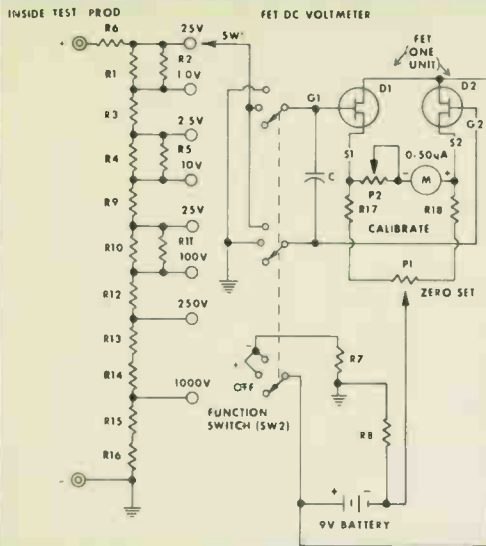 INSIDE TEST PROD
FET DC VOLTMETER
R6
25V
SW'
FET
(ONE
UNIT)
+
R1
R2
10V
D1
D2
G1
G2
R3
R4
R5
25V
10V
S1
S2
0-50uA
- M +
C
P2
R9
25V
R17
R18
CALIBRATE
R10
R11
100V
P1
R12
ZERO SET
250V
R13
R14
-
+
OFF
R7
1000V
FUNCTION
SWITCH (SW2)
R15
R8
R16
-
+ -
9V BATTERY